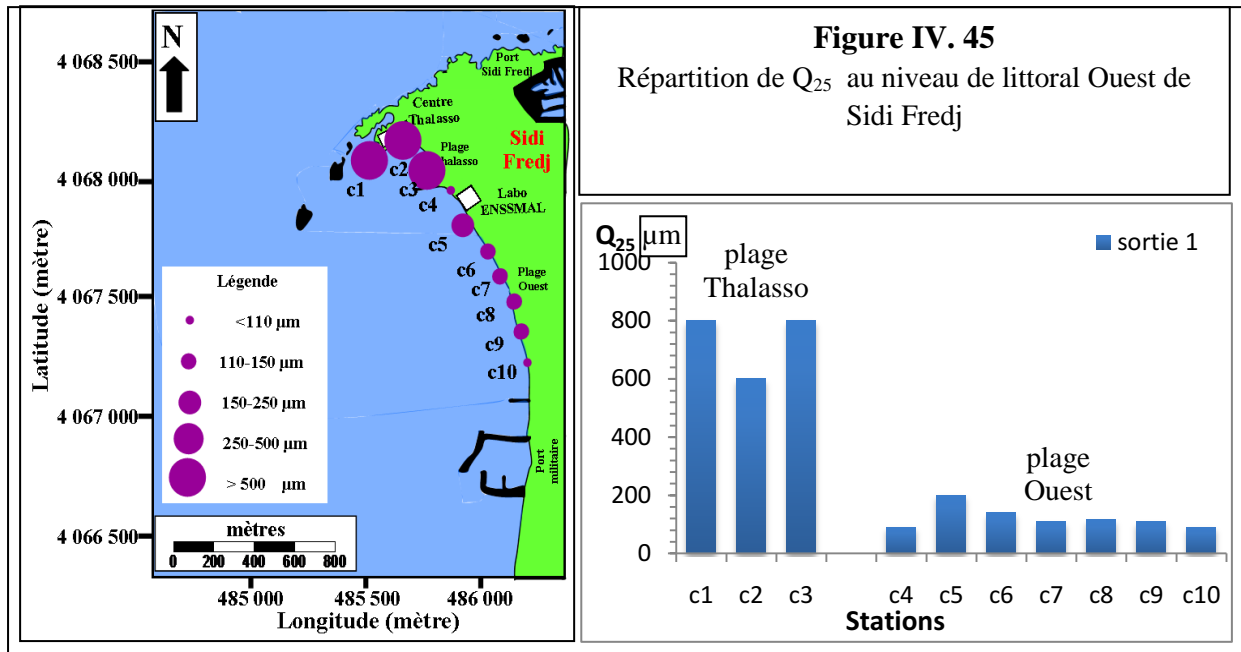 N
4 068 500
4 068 000
4 067 500
4 067 000
4 066 500
Latitude (mètre)
Port
Sidi Fredj
Centre
Thalasso
Sidi
Fredj
Plage
halasso
Labo
ENSSMAL
Plage
Ouest
Port
militaire
c1
c2
c3
c4
c5
c6
c7
c8
c9
c10
Légende
<110 µm
110-150 µm
150-250 µm
250-500 µm
> 500 µm
mètres
0 200 400 600 800
485 000 485 500 486 000
Longitude (mètre)
Figure IV. 45
Répartition de Q25 au niveau de littoral Ouest de
Sidi Fredj
Q25 µm
sortie 1
plage
Thalasso
plage
Ouest
1000
800
600
400
200
0
c1 c2 c3 c4 c5 c6 c7 c8 c9 c10
Stations